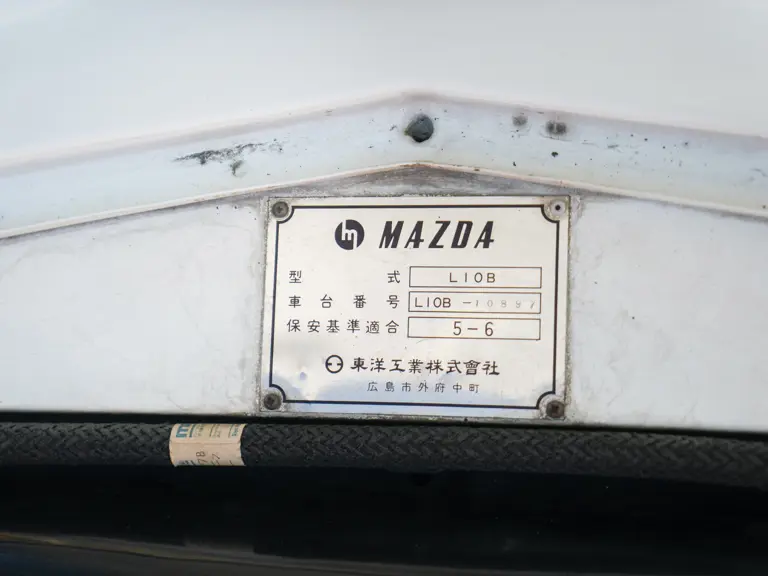 MAZDA
型式 L10B
車台番号 L10B-10897
保安基準適合 5-6
東洋工業株式會社
広島市外府中町